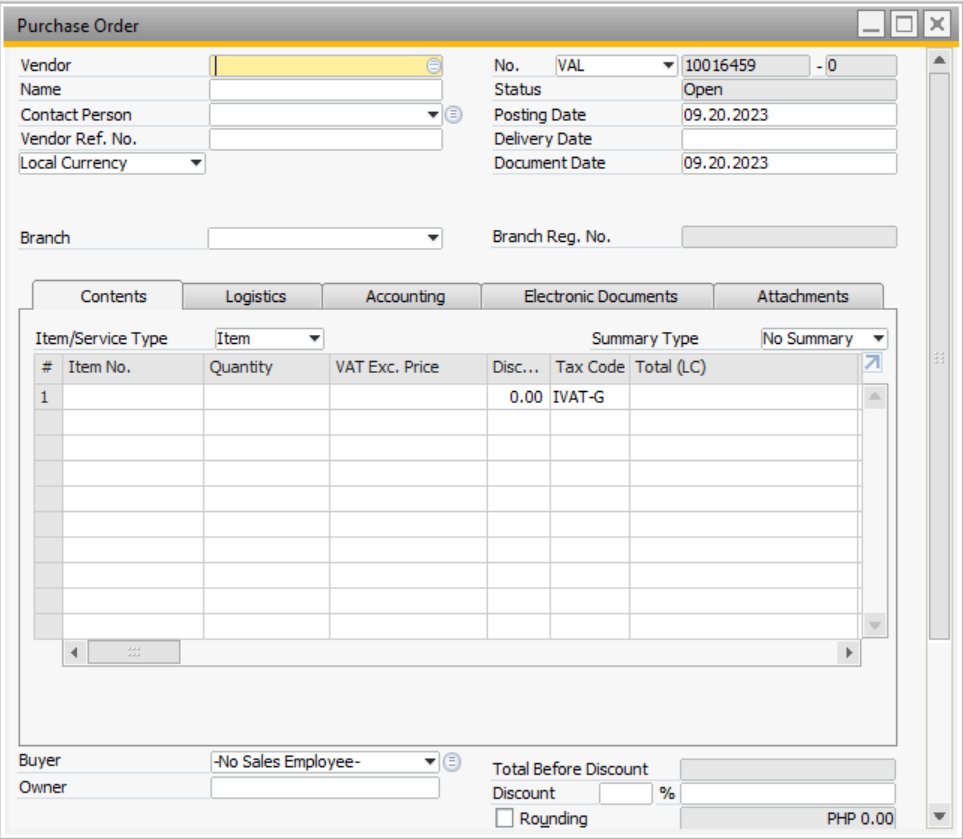 Purchase Order
Vendor No. VAL 10016459 - 0
Name Status Open
Contact Person Posting Date 09.20.2023
Vendor Ref. No. Delivery Date
Local Currency Document Date 09.20.2023
Branch Branch Reg. No.
Contents Logistics Accounting Electronic Documents Attachments
Item/Service Type Item Summary Type No Summary
# Item No. Quantity VAT Exc. Price Disc... Tax Code Total (LC)
1 0.00 IVAT-G
Buyer -No Sales Employee- Total Before Discount
Owner Discount %
Rounding PHP 0.00